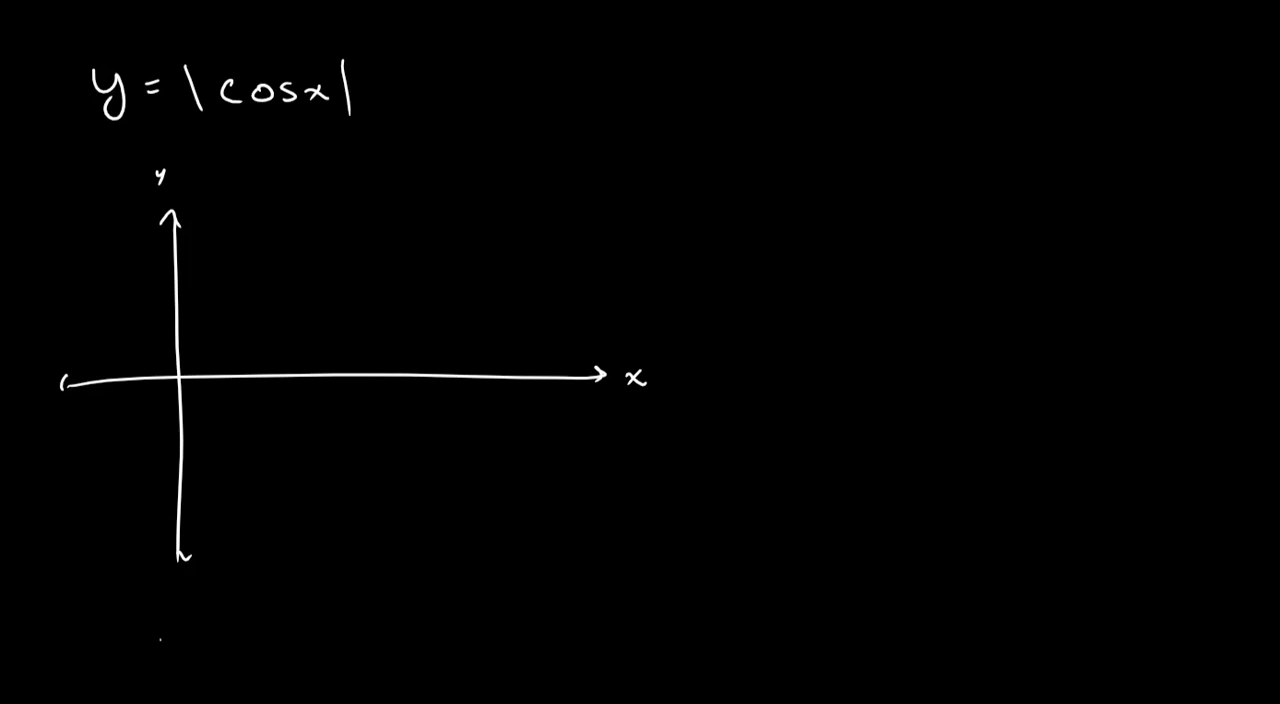 y = |cosx|
y
x